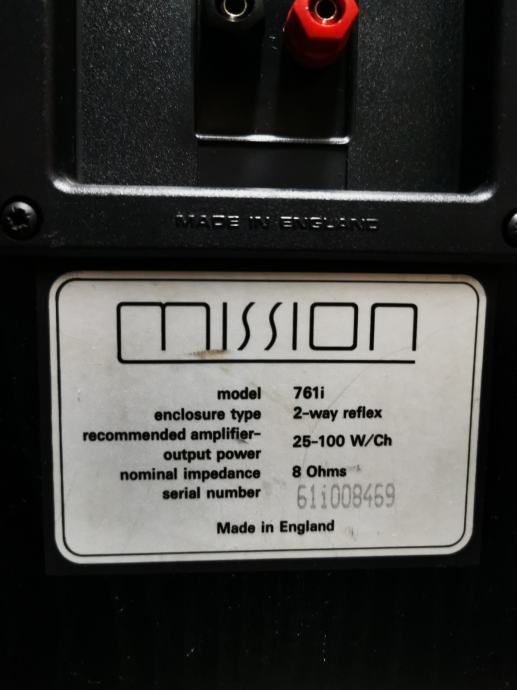 MADE IN ENGLAND
mission
model 761i
enclosure type 2-way reflex
recommended amplifier-
output power 25-100 W/Ch
nominal impedance 8 Ohms
serial number 61i008469
Made in England